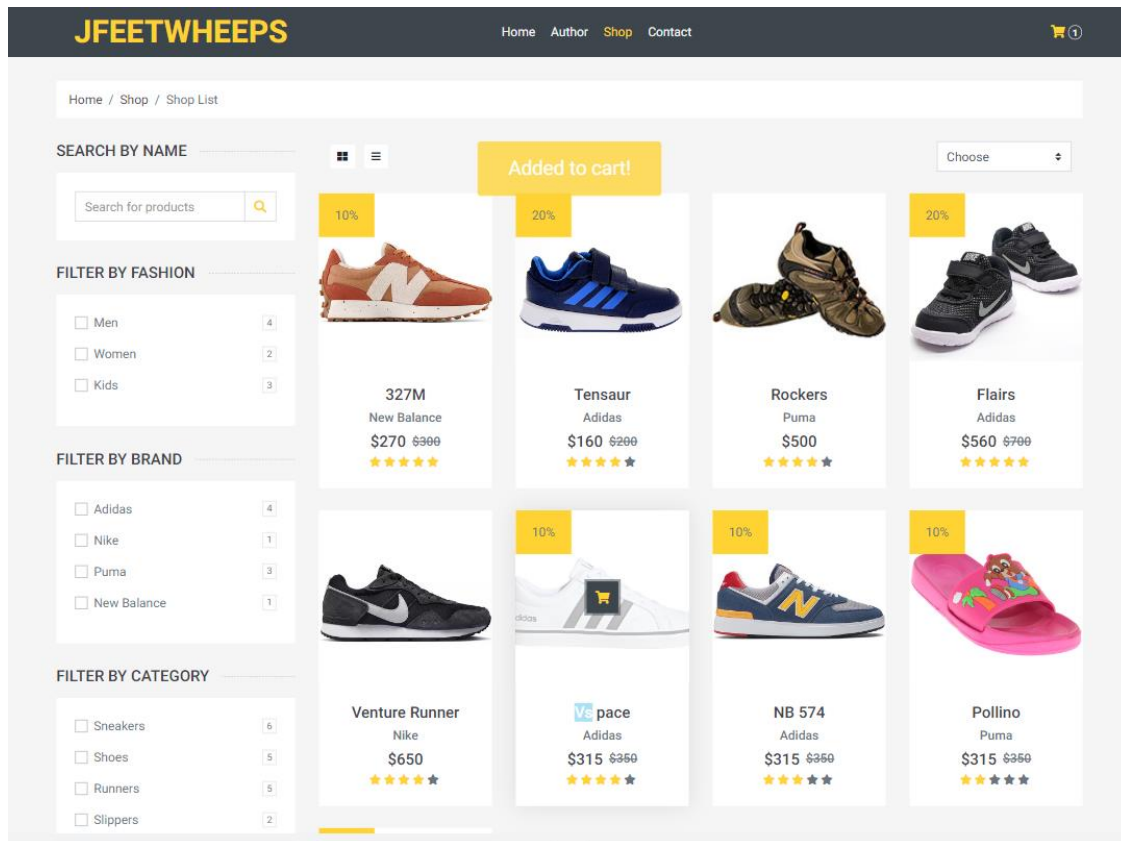 JFEETWHEEPS
Home Author Shop Contact
1
Home / Shop / Shop List
SEARCH BY NAME
Search for products
FILTER BY FASHION
Men 4
Women 2
Kids 3
FILTER BY BRAND
Adidas 4
Nike 1
Puma 3
New Balance 1
FILTER BY CATEGORY
Sneakers 6
Shoes 5
Runners 5
Slippers 2
Added to cart!
Choose
10%
327M
New Balance
$270 $300
20%
Tensaur
Adidas
$160 $200
Rockers
Puma
$500
20%
NIKE
Flairs
Adidas
$560 $700
Venture Runner
Nike
$650
10%
adidas
Vs pace
Adidas
$315 $350
10%
N
NB 574
Adidas
$315 $350
10%
Pollino
Puma
$315 $350